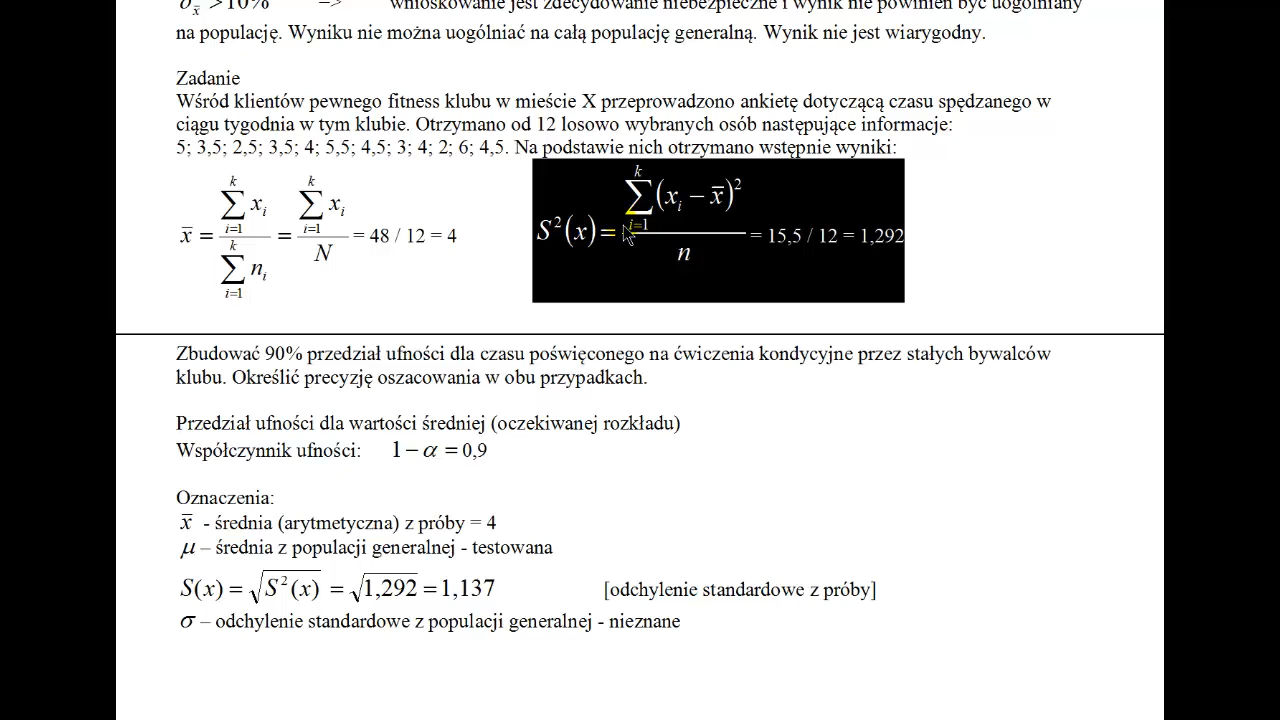 σx̄ >10% => wnioskowanie jest zdecydowanie niebezpieczne i wynik nie powinien być uogólniany
na populację. Wyniku nie można uogólniać na całą populację generalną. Wynik nie jest wiarygodny.
Zadanie
Wśród klientów pewnego fitness klubu w mieście X przeprowadzono ankietę dotyczącą czasu spędzanego w
ciągu tygodnia w tym klubie. Otrzymano od 12 losowo wybranych osób następujące informacje:
5; 3,5; 2,5; 3,5; 4; 5,5; 4,5; 3; 4; 2; 6; 4,5. Na podstawie nich otrzymano wstępnie wyniki:
x̄ = ∑_{i=1}^{k} x_i / ∑_{i=1}^{k} n_i = ∑_{i=1}^{k} x_i / N = 48 / 12 = 4
S²(x) = ∑_{i=1}^{k} (x_i − x̄)² / n = 15,5 / 12 = 1,292
Zbudować 90% przedział ufności dla czasu poświęconego na ćwiczenia kondycyjne przez stałych bywalców
klubu. Określić precyzję oszacowania w obu przypadkach.
Przedział ufności dla wartości średniej (oczekiwanej rozkładu)
Współczynnik ufności: 1 − α = 0,9
Oznaczenia:
x̄ - średnia (arytmetyczna) z próby = 4
μ – średnia z populacji generalnej - testowana
S(x) = √S²(x) = √1,292 = 1,137 [odchylenie standardowe z próby]
σ – odchylenie standardowe z populacji generalnej - nieznane